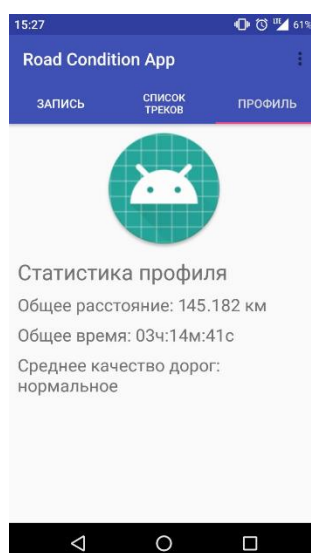 15:27
LTE
61%
Road Condition App
ЗАПИСЬ
СПИСОК
ТРЕКОВ
ПРОФИЛЬ
Статистика профиля
Общее расстояние: 145.182 км
Общее время: 03ч:14м:41с
Среднее качество дорог:
нормальное